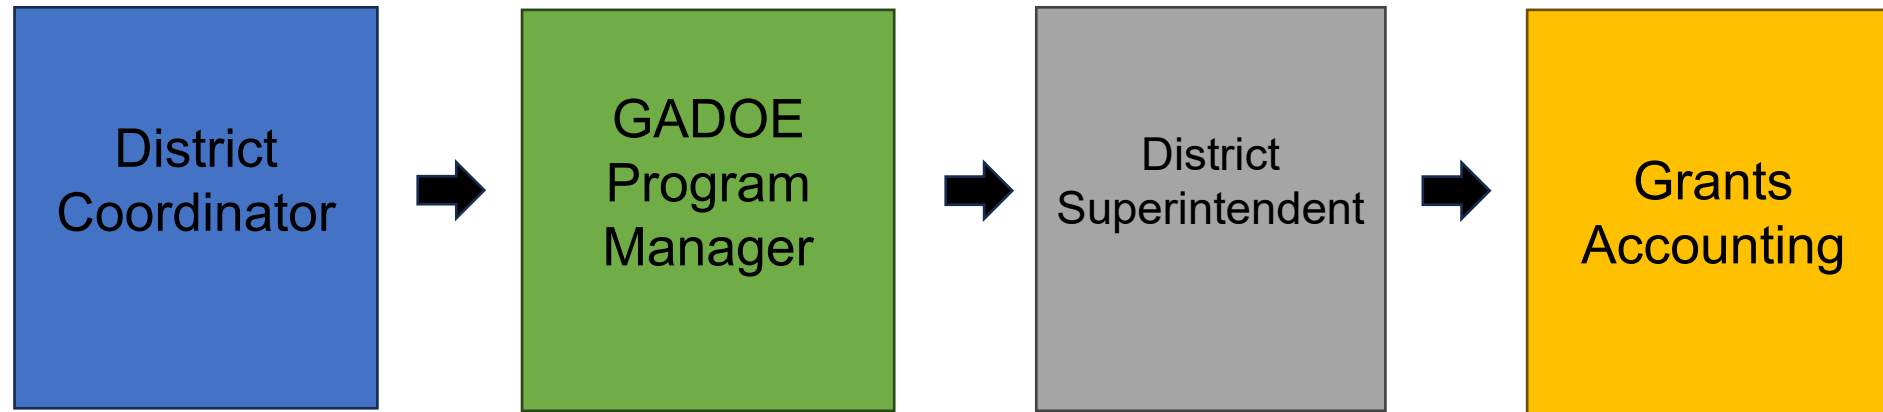 District
Coordinator
GADOE
Program
Manager
District
Superintendent
Grants
Accounting